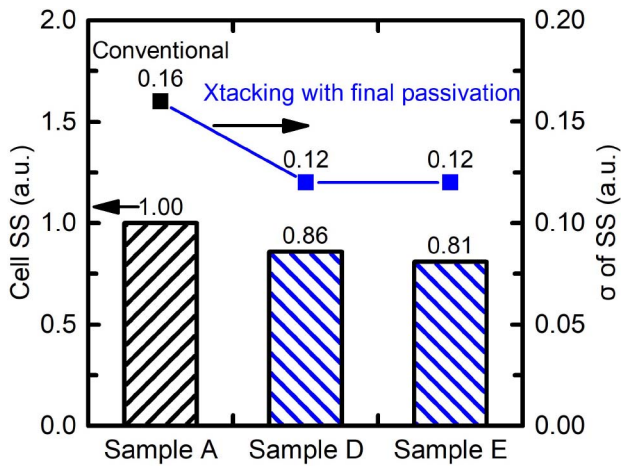 2.0
0.20
Conventional
0.16
Xtacking with final passivation
1.5
0.15
0.12
0.12
1.00
1.0
0.10
0.86
0.81
0.5
0.05
0.0
0.00
Cell SS (a.u.)
σ of SS (a.u.)
Sample A
Sample D
Sample E